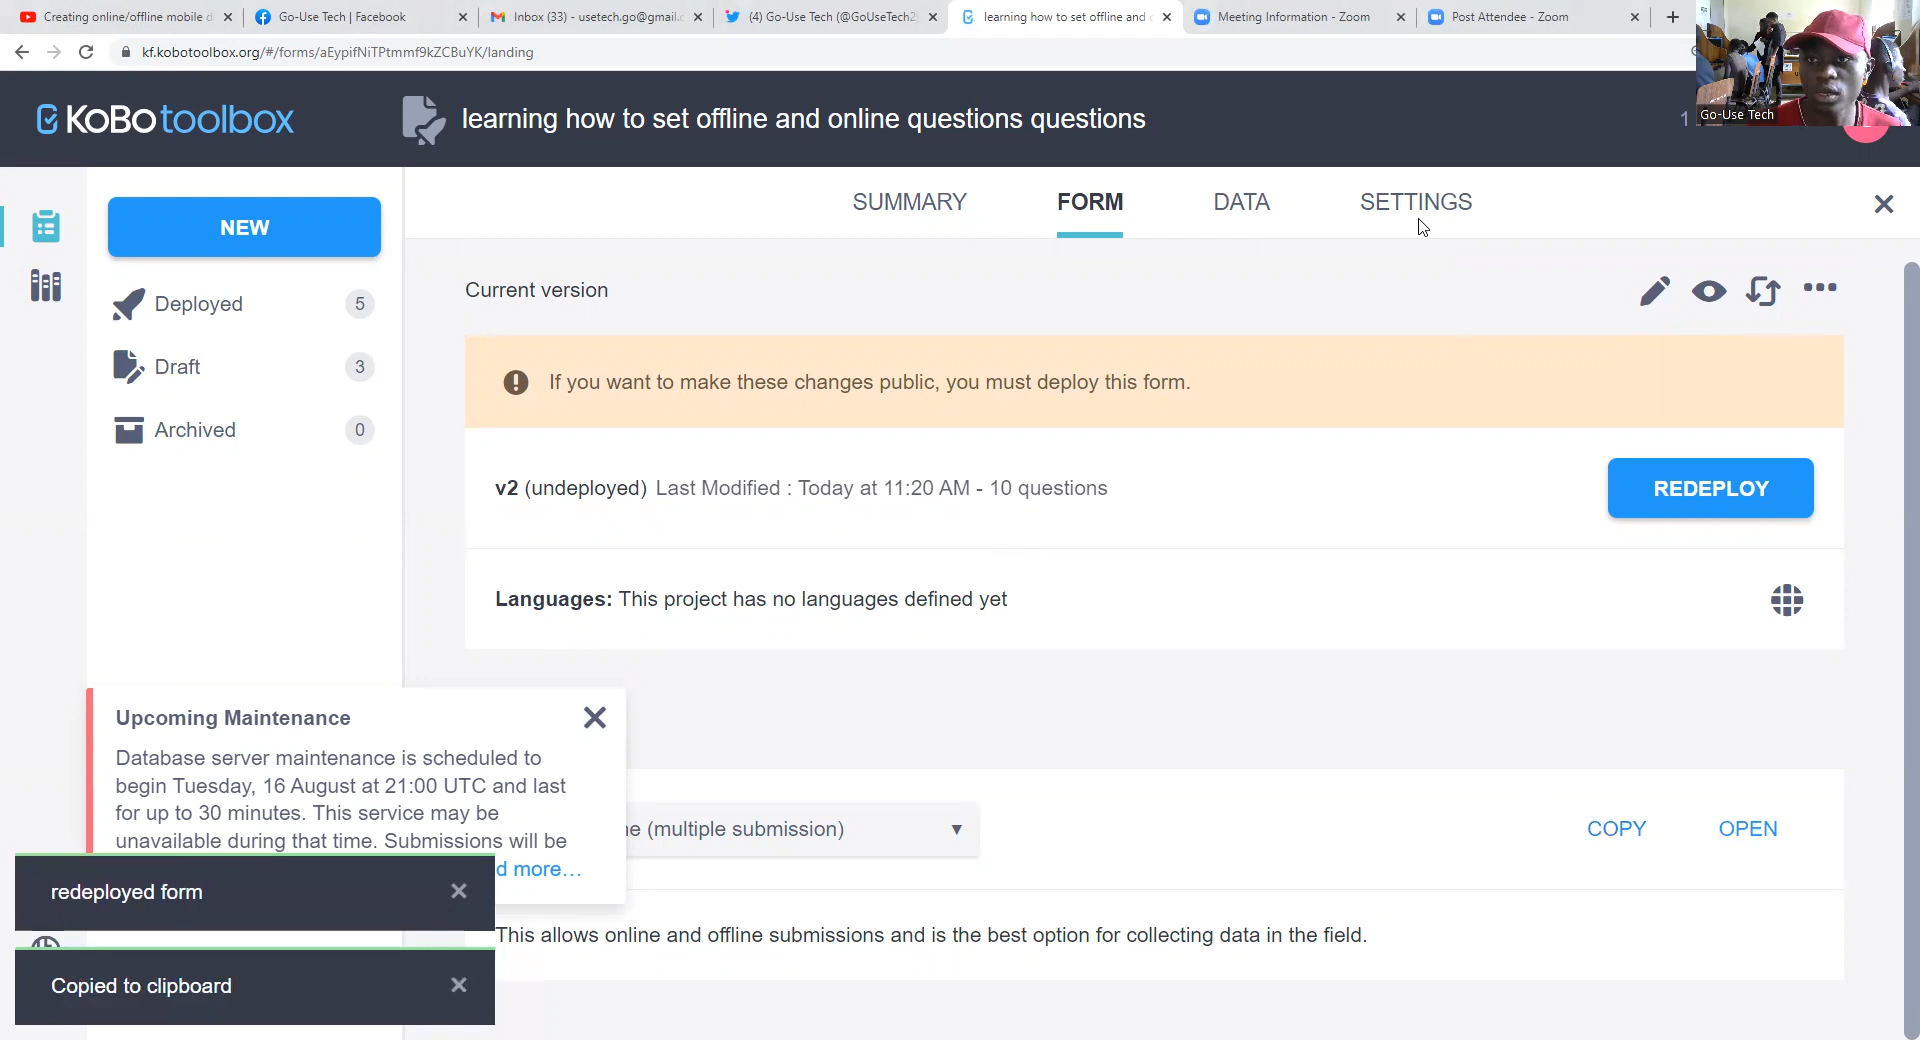 Creating online/offline mobile d
Go-Use Tech | Facebook
Inbox (33) - usetech.go@gmail.c
(4) Go-Use Tech (@GoUseTech2
learning how to set offline and o
Meeting Information - Zoom
Post Attendee - Zoom
kf.kobotoolbox.org/#/forms/aEypifNiTPtmmf9kZCBuYK/landing
Go-Use Tech
KoBotoolbox
learning how to set offline and online questions questions
1
NEW
Deployed 5
Draft 3
Archived 0
SUMMARY
FORM
DATA
SETTINGS
Current version
If you want to make these changes public, you must deploy this form.
v2 (undeployed) Last Modified : Today at 11:20 AM - 10 questions
REDEPLOY
Languages: This project has no languages defined yet
Upcoming Maintenance
Database server maintenance is scheduled to
begin Tuesday, 16 August at 21:00 UTC and last
for up to 30 minutes. This service may be
unavailable during that time. Submissions will be
d more…
ne (multiple submission)
COPY
OPEN
This allows online and offline submissions and is the best option for collecting data in the field.
redeployed form
Copied to clipboard